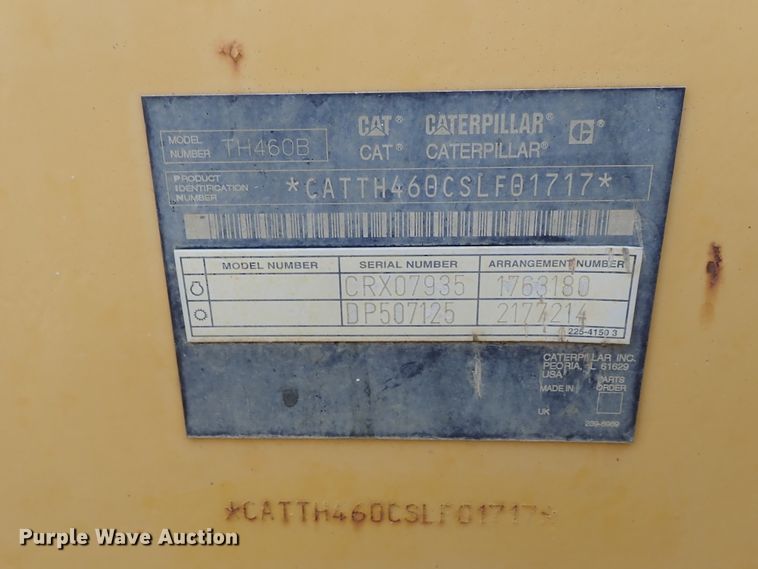 MODEL NUMBER TH460B
CAT® CATERPILLAR® C®
CAT® CATERPILLAR®
PRODUCT IDENTIFICATION NUMBER *CATTH460CSLF01717*
MODEL NUMBER SERIAL NUMBER ARRANGEMENT NUMBER
CRX07935 1763180
DP507125 2177214
225-4150 3
CATERPILLAR INC.
PEORIA, IL 61629
USA
MADE IN
PARTS ORDER
UK
239-6969
*CATTH460CSLF01717*
Purple Wave Auction